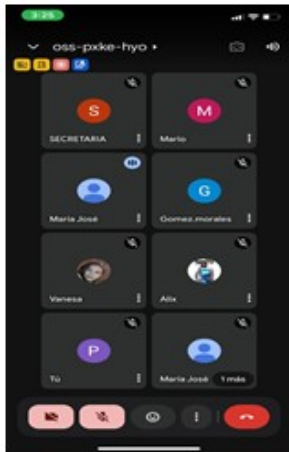 3:25
oss-pxke-hyo
S
M
SECRETARIA
Mario
G
María José
Gomez.morales
Vanesa
Alix
P
Tú
María José
1 más